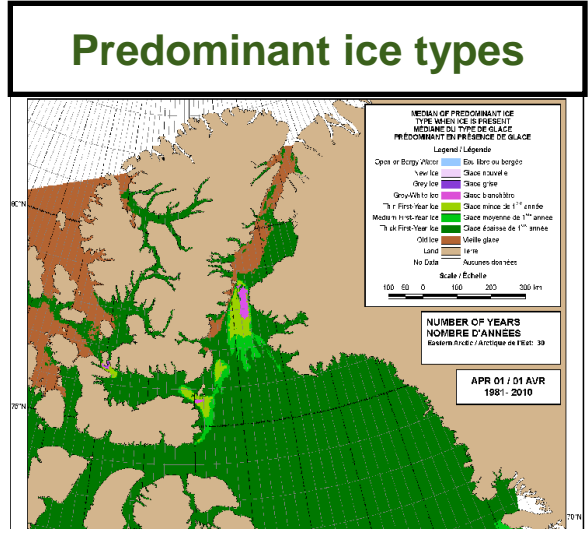 Predominant ice types
MEDIAN OF PREDOMINANT ICE
TYPE WHEN ICE IS PRESENT
MÉDIANE DU TYPE DE GLACE
PRÉDOMINANT EN PRÉSENCE DE GLACE
Legend / Légende
Open or Bergy Water Eau libre ou bergée
New Ice Glace nouvelle
Grey Ice Glace grise
Grey-White Ice Glace blanchâtre
Thin First-Year Ice Glace mince de 1ère année
Medium First-Year Ice Glace moyenne de 1ère année
Thick First-Year Ice Glace épaisse de 1ère année
Old Ice Vieille glace
Land Terre
No Data Aucunes données
Scale / Échelle
100 50 0 100 200 300 km
NUMBER OF YEARS
NOMBRE D'ANNÉES
Eastern Arctic / Arctique de l'Est: 30
APR 01 / 01 AVR
1981- 2010
80°N
75°N
70°N